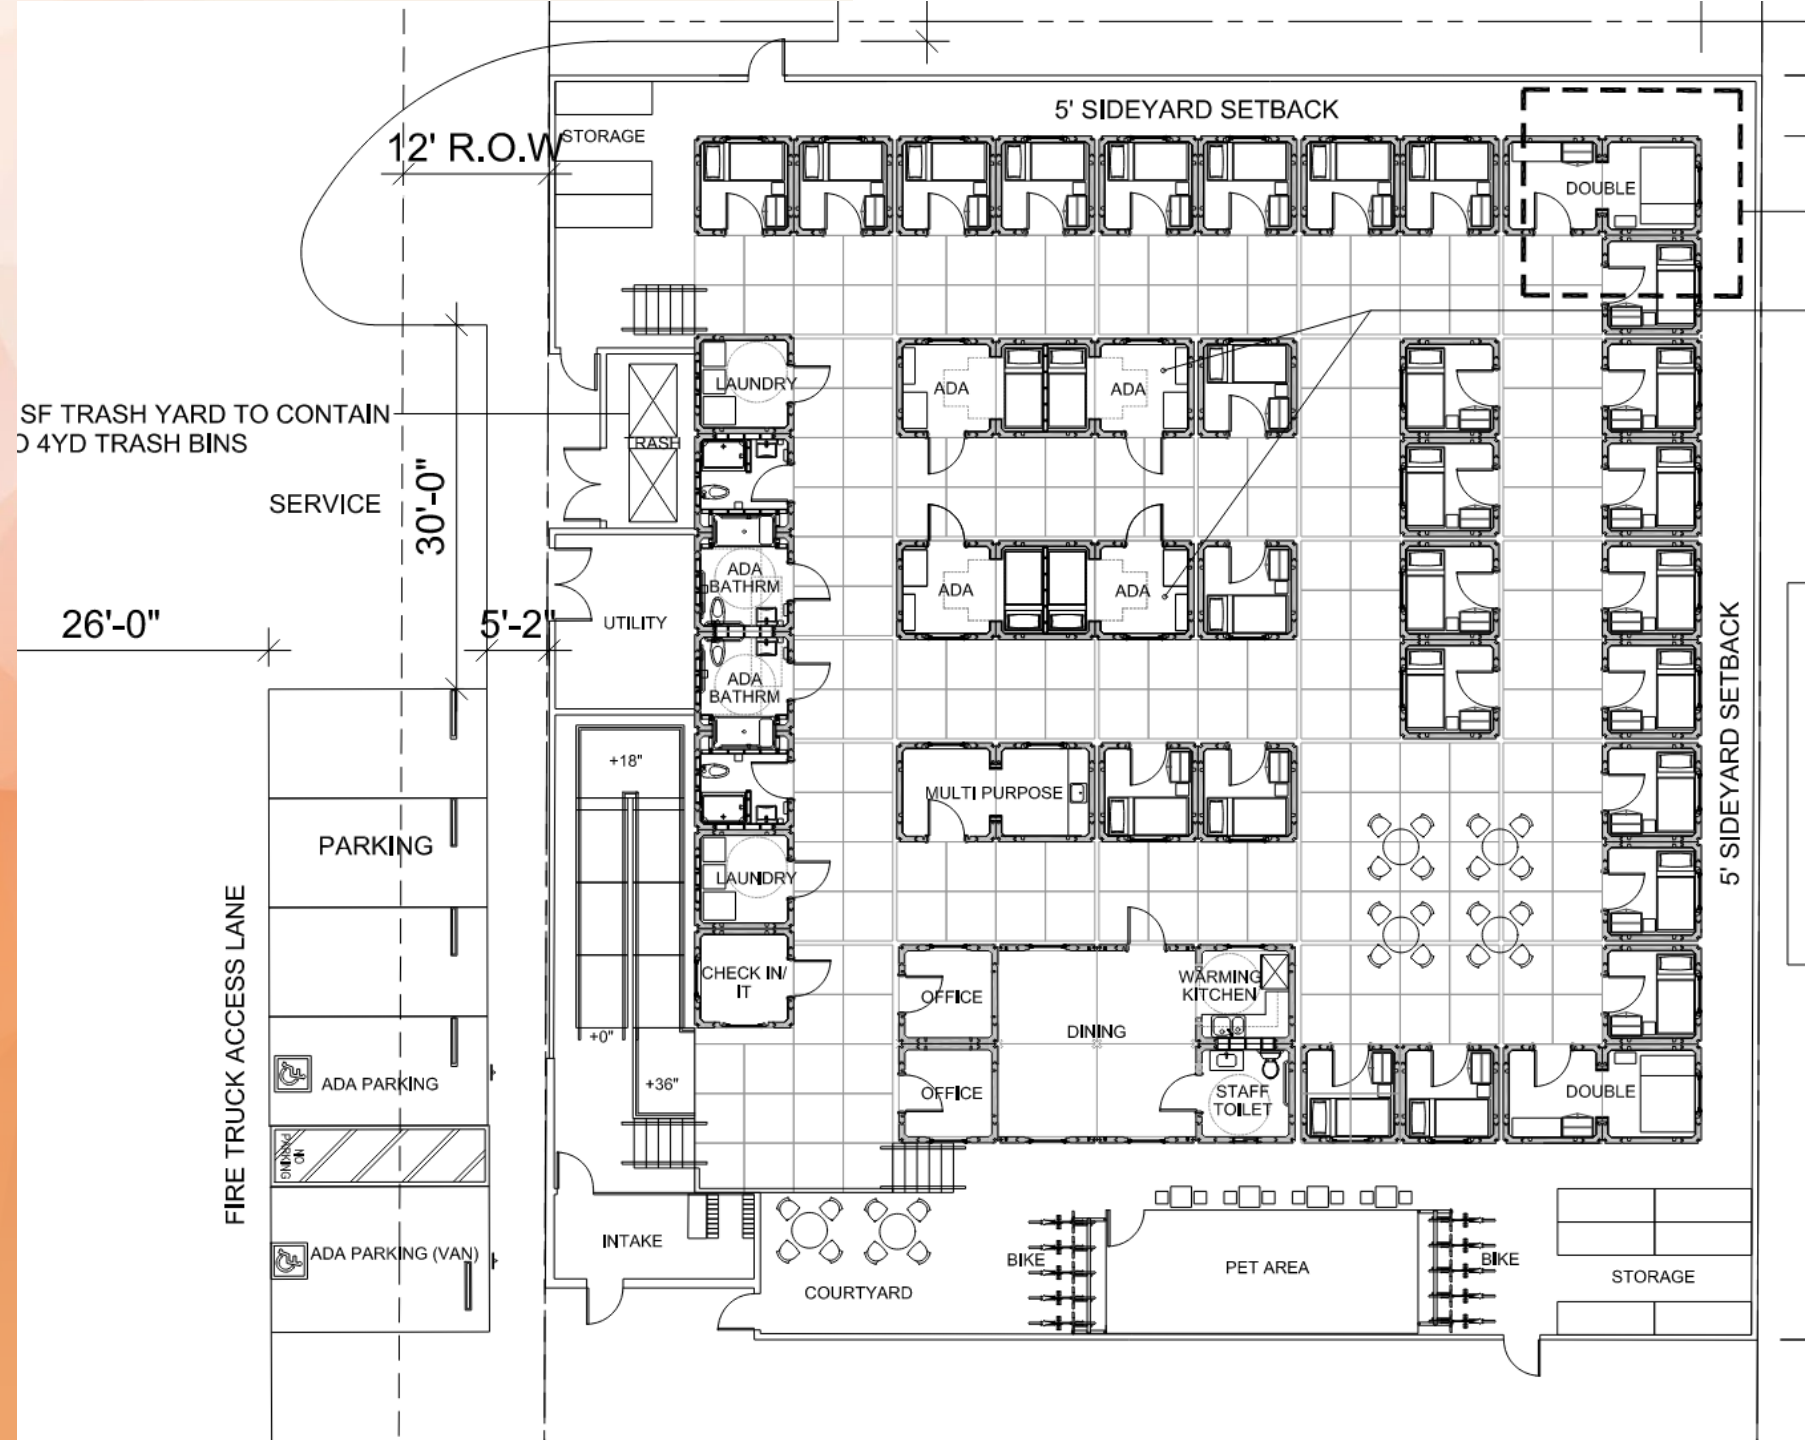 5' SIDEYARD SETBACK
12' R.O.W
STORAGE
DOUBLE
LAUNDRY
ADA
ADA
SF TRASH YARD TO CONTAIN
4YD TRASH BINS
TRASH
SERVICE
30'-0"
ADA
BATHRM
ADA
ADA
26'-0"
5'-2"
UTILITY
ADA
BATHRM
5' SIDEYARD SETBACK
+18"
MULTI PURPOSE
PARKING
LAUNDRY
FIRE TRUCK ACCESS LANE
CHECK IN/
IT
OFFICE
WARMING
KITCHEN
DINING
+0"
ADA PARKING
+36"
OFFICE
STAFF
TOILET
DOUBLE
NO
PARKING
INTAKE
ADA PARKING (VAN)
COURTYARD
BIKE
PET AREA
BIKE
STORAGE